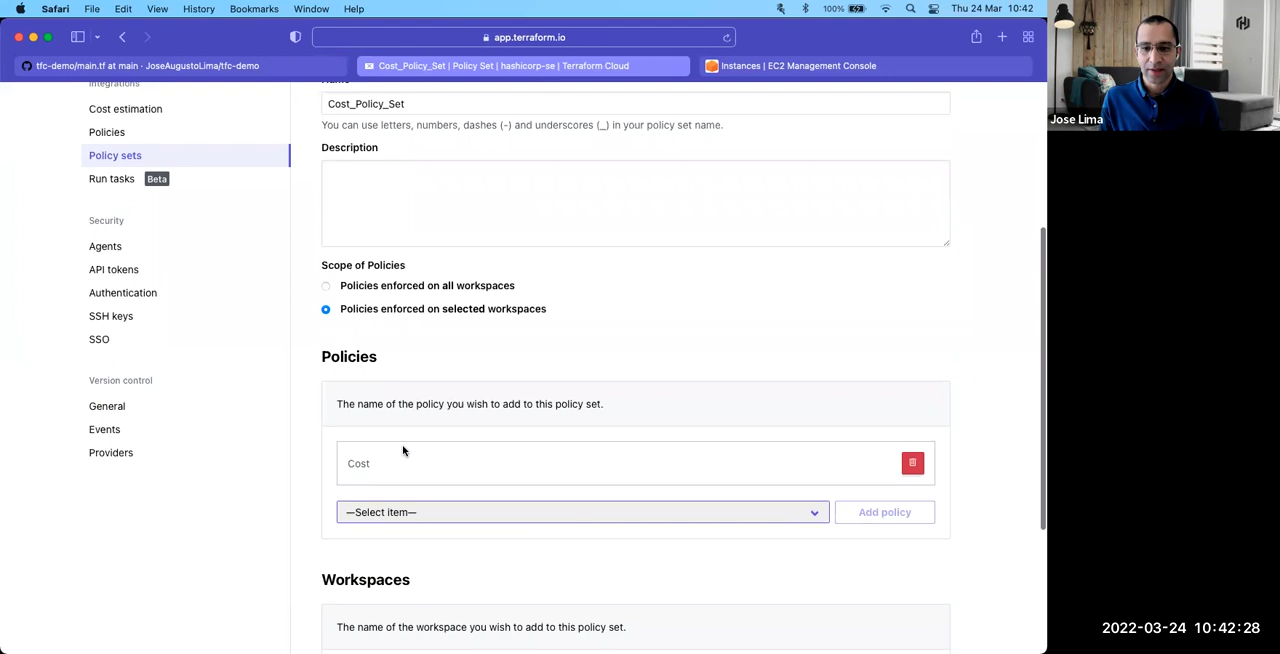 Safari File Edit View History Bookmarks Window Help 100% Thu 24 Mar 10:42
app.terraform.io
tfc-demo/main.tf at main · JoseAugustoLima/tfc-demo
Cost_Policy_Set | Policy Set | hashicorp-se | Terraform Cloud
Instances | EC2 Management Console
Integrations
Cost estimation
Policies
Policy sets
Run tasks Beta
Security
Agents
API tokens
Authentication
SSH keys
SSO
Version control
General
Events
Providers
Name
Cost_Policy_Set
You can use letters, numbers, dashes (-) and underscores (_) in your policy set name.
Description
Scope of Policies
Policies enforced on all workspaces
Policies enforced on selected workspaces
Policies
The name of the policy you wish to add to this policy set.
Cost
—Select item—
Add policy
Workspaces
The name of the workspace you wish to add to this policy set.
Jose Lima
2022-03-24 10:42:28